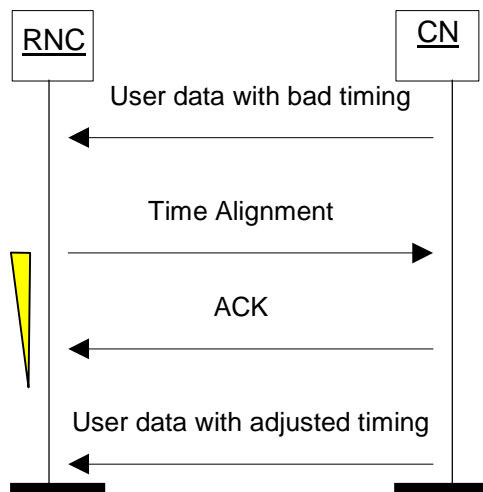 RNC
CN
User data with bad timing
Time Alignment
ACK
User data with adjusted timing